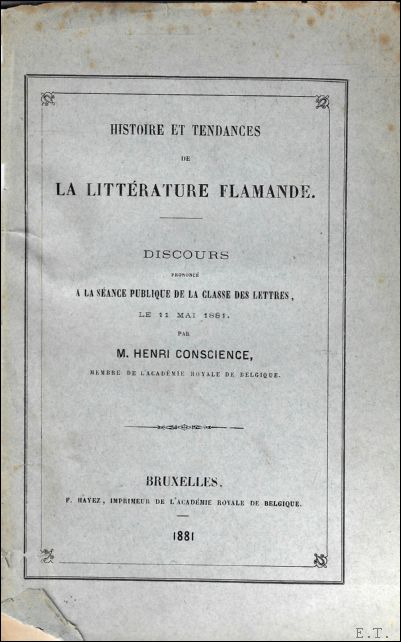 HISTOIRE ET TENDANCES
DE
LA LITTÉRATURE FLAMANDE.
DISCOURS
PRONONCÉ
A LA SÉANCE PUBLIQUE DE LA CLASSE DES LETTRES,
LE 11 MAI 1881.
PAR
M. HENRI CONSCIENCE,
MEMBRE DE L'ACADÉMIE ROYALE DE BELGIQUE.
BRUXELLES,
F. HAYEZ, IMPRIMEUR DE L'ACADÉMIE ROYALE DE BELGIQUE.
1881
E.T.